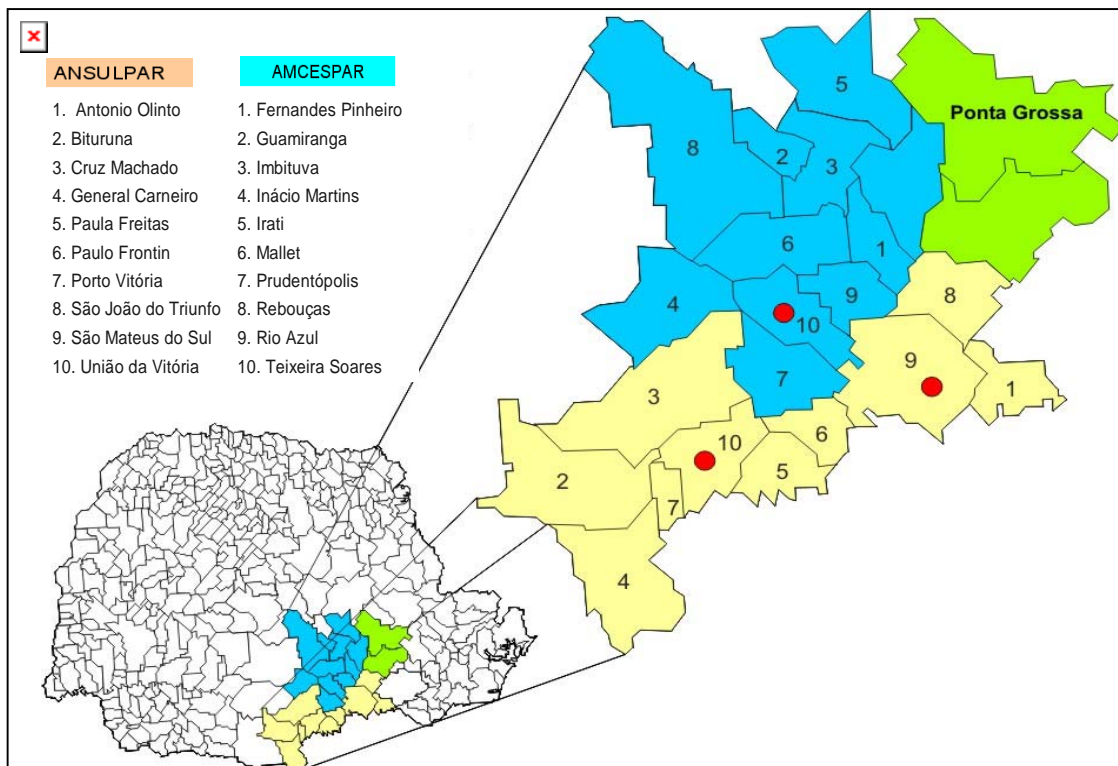 ANSULPAR
1. Antonio Olinto
2. Bituruna
3. Cruz Machado
4. General Carneiro
5. Paula Freitas
6. Paulo Frontin
7. Porto Vitória
8. São João do Triunfo
9. São Mateus do Sul
10. União da Vitória
AMCESPAR
1. Fernandes Pinheiro
2. Guamiranga
3. Imbituva
4. Inácio Martins
5. Irati
6. Mallet
7. Prudentópolis
8. Rebouças
9. Rio Azul
10. Teixeira Soares
5
Ponta Grossa
8
2
3
6
1
4
9
8
10
9
7
1
3
10
6
5
2
7
4